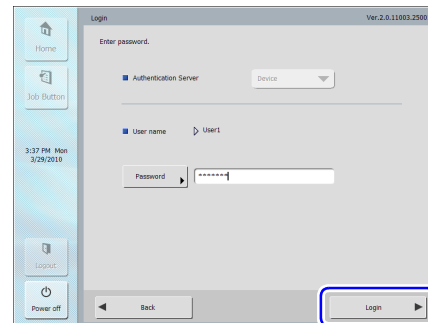 Login Ver.2.0.11003.2500
Home
Enter password.
Authentication Server Device
Job Button
User name User1
3:37 PM Mon
3/29/2010
Password *******
Logout
Power off
Back Login